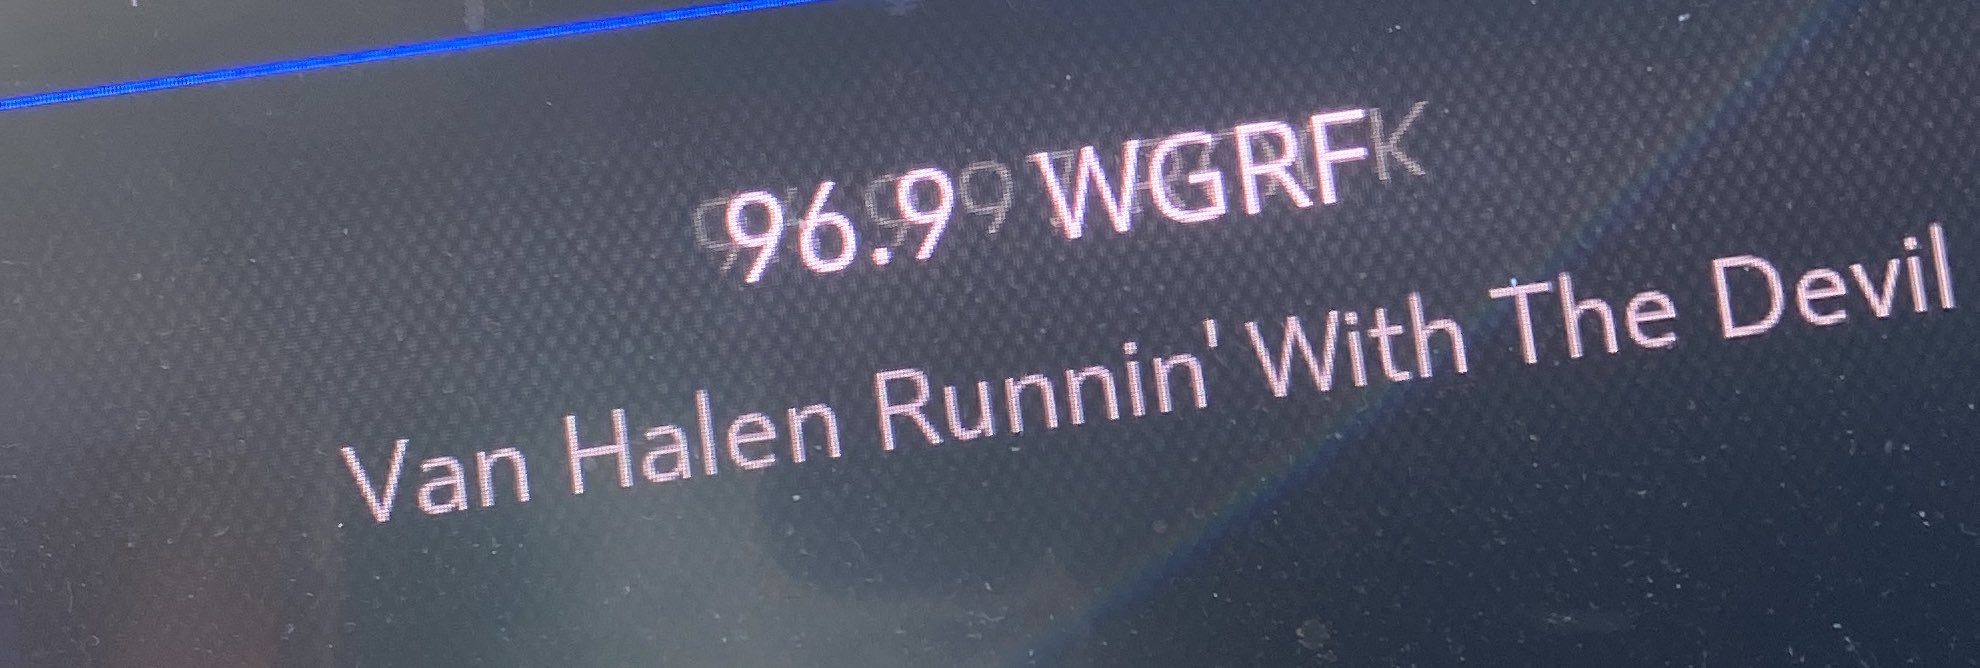 96.9 WGRF
Van Halen Runnin' With The Devil